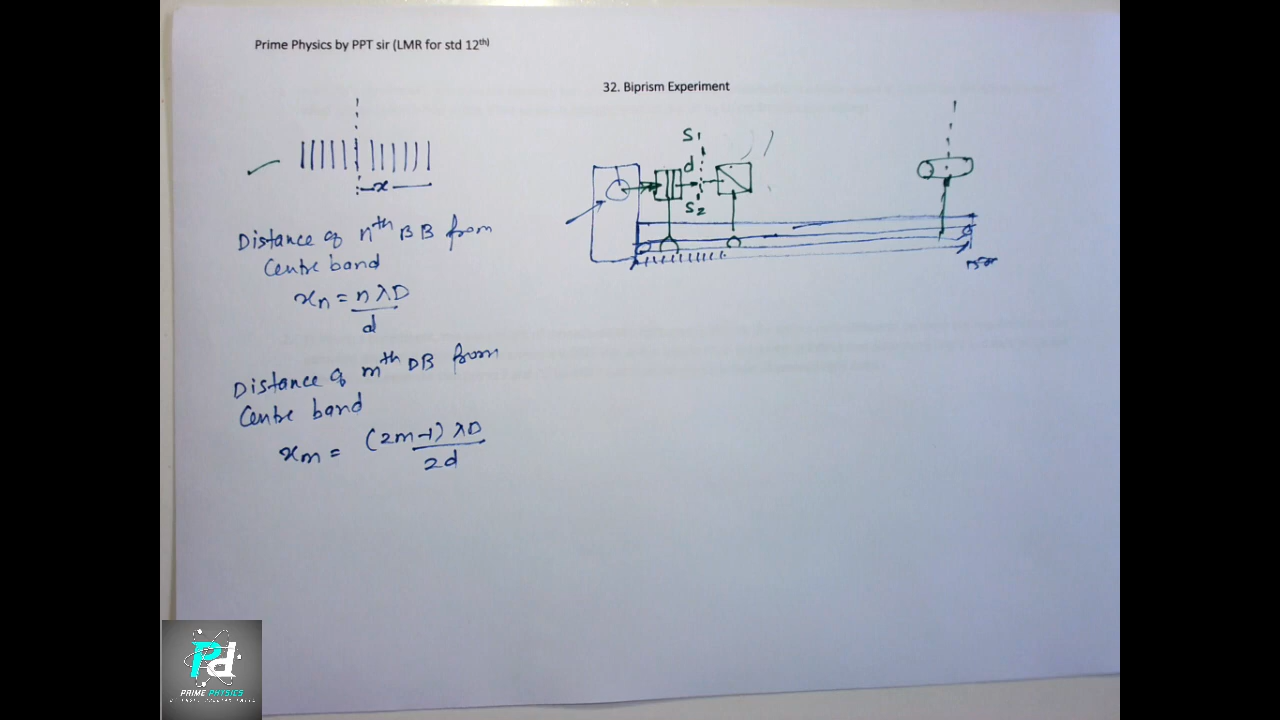 Prime Physics by PPT sir (LMR for std 12th)
32. Biprism Experiment
x
Distance of nth BB from
Centre band
xn = nλD
d
Distance of mth DB from
Centre band
xm = (2m-1) λD
2d
S1
d
S2
Pd
PRIME PHYSICS